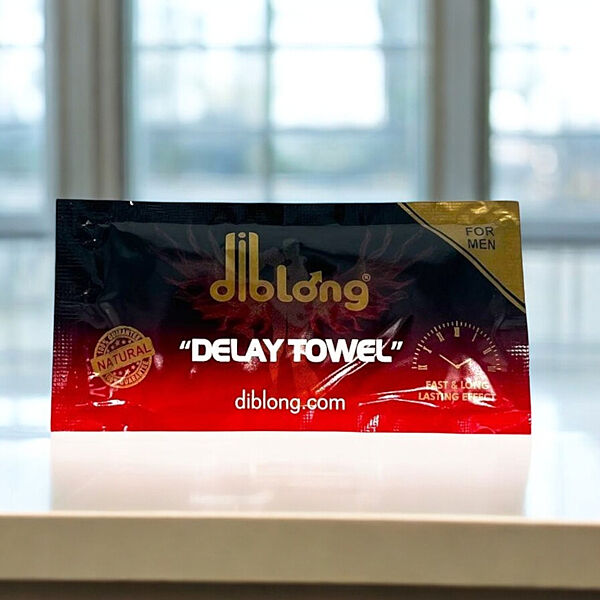 FOR
MEN
diblong®
"DELAY TOWEL"
NATURAL
FAST & LONG
LASTING EFFECT
diblong.com